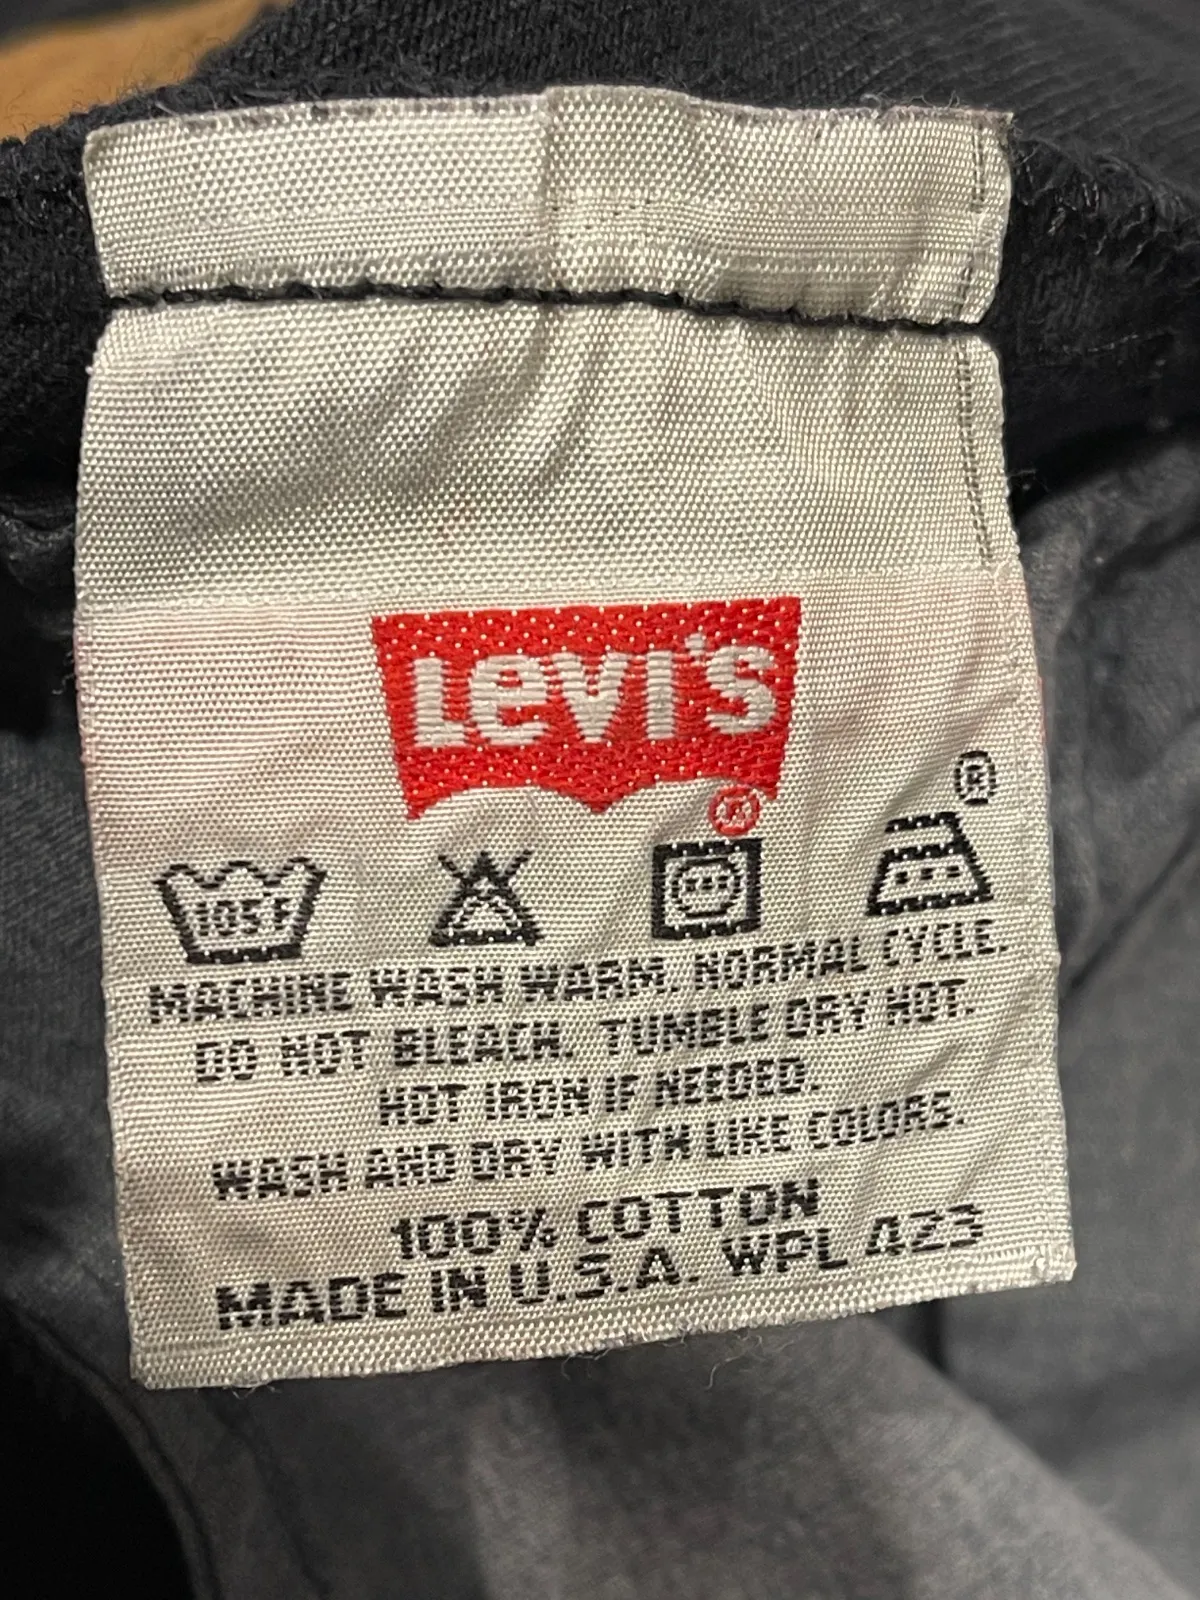 LEVI'S
®
®
105F
MACHINE WASH WARM. NORMAL CYCLE.
DO NOT BLEACH. TUMBLE DRY HOT.
HOT IRON IF NEEDED.
WASH AND DRY WITH LIKE COLORS.
100% COTTON
MADE IN U.S.A. WPL 423